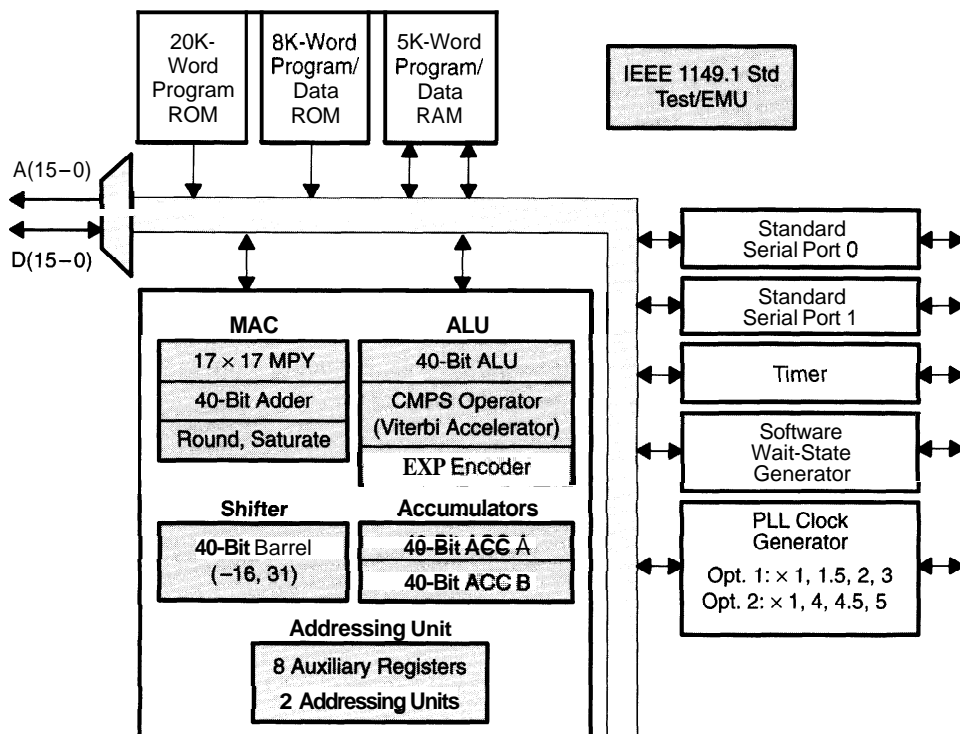 20K-
Word
Program
ROM
8K-Word
Program/
Data
ROM
5K-Word
Program/
Data
RAM
IEEE 1149.1 Std
Test/EMU
A(15−0)
D(15−0)
MAC
17 × 17 MPY
40-Bit Adder
Round, Saturate
ALU
40-Bit ALU
CMPS Operator
(Viterbi Accelerator)
EXP Encoder
Shifter
40-Bit Barrel
(−16, 31)
Accumulators
40-Bit ACC A
40-Bit ACC B
Addressing Unit
8 Auxiliary Registers
2 Addressing Units
Standard
Serial Port 0
Standard
Serial Port 1
Timer
Software
Wait-State
Generator
PLL Clock
Generator
Opt. 1: × 1, 1.5, 2, 3
Opt. 2: × 1, 4, 4.5, 5